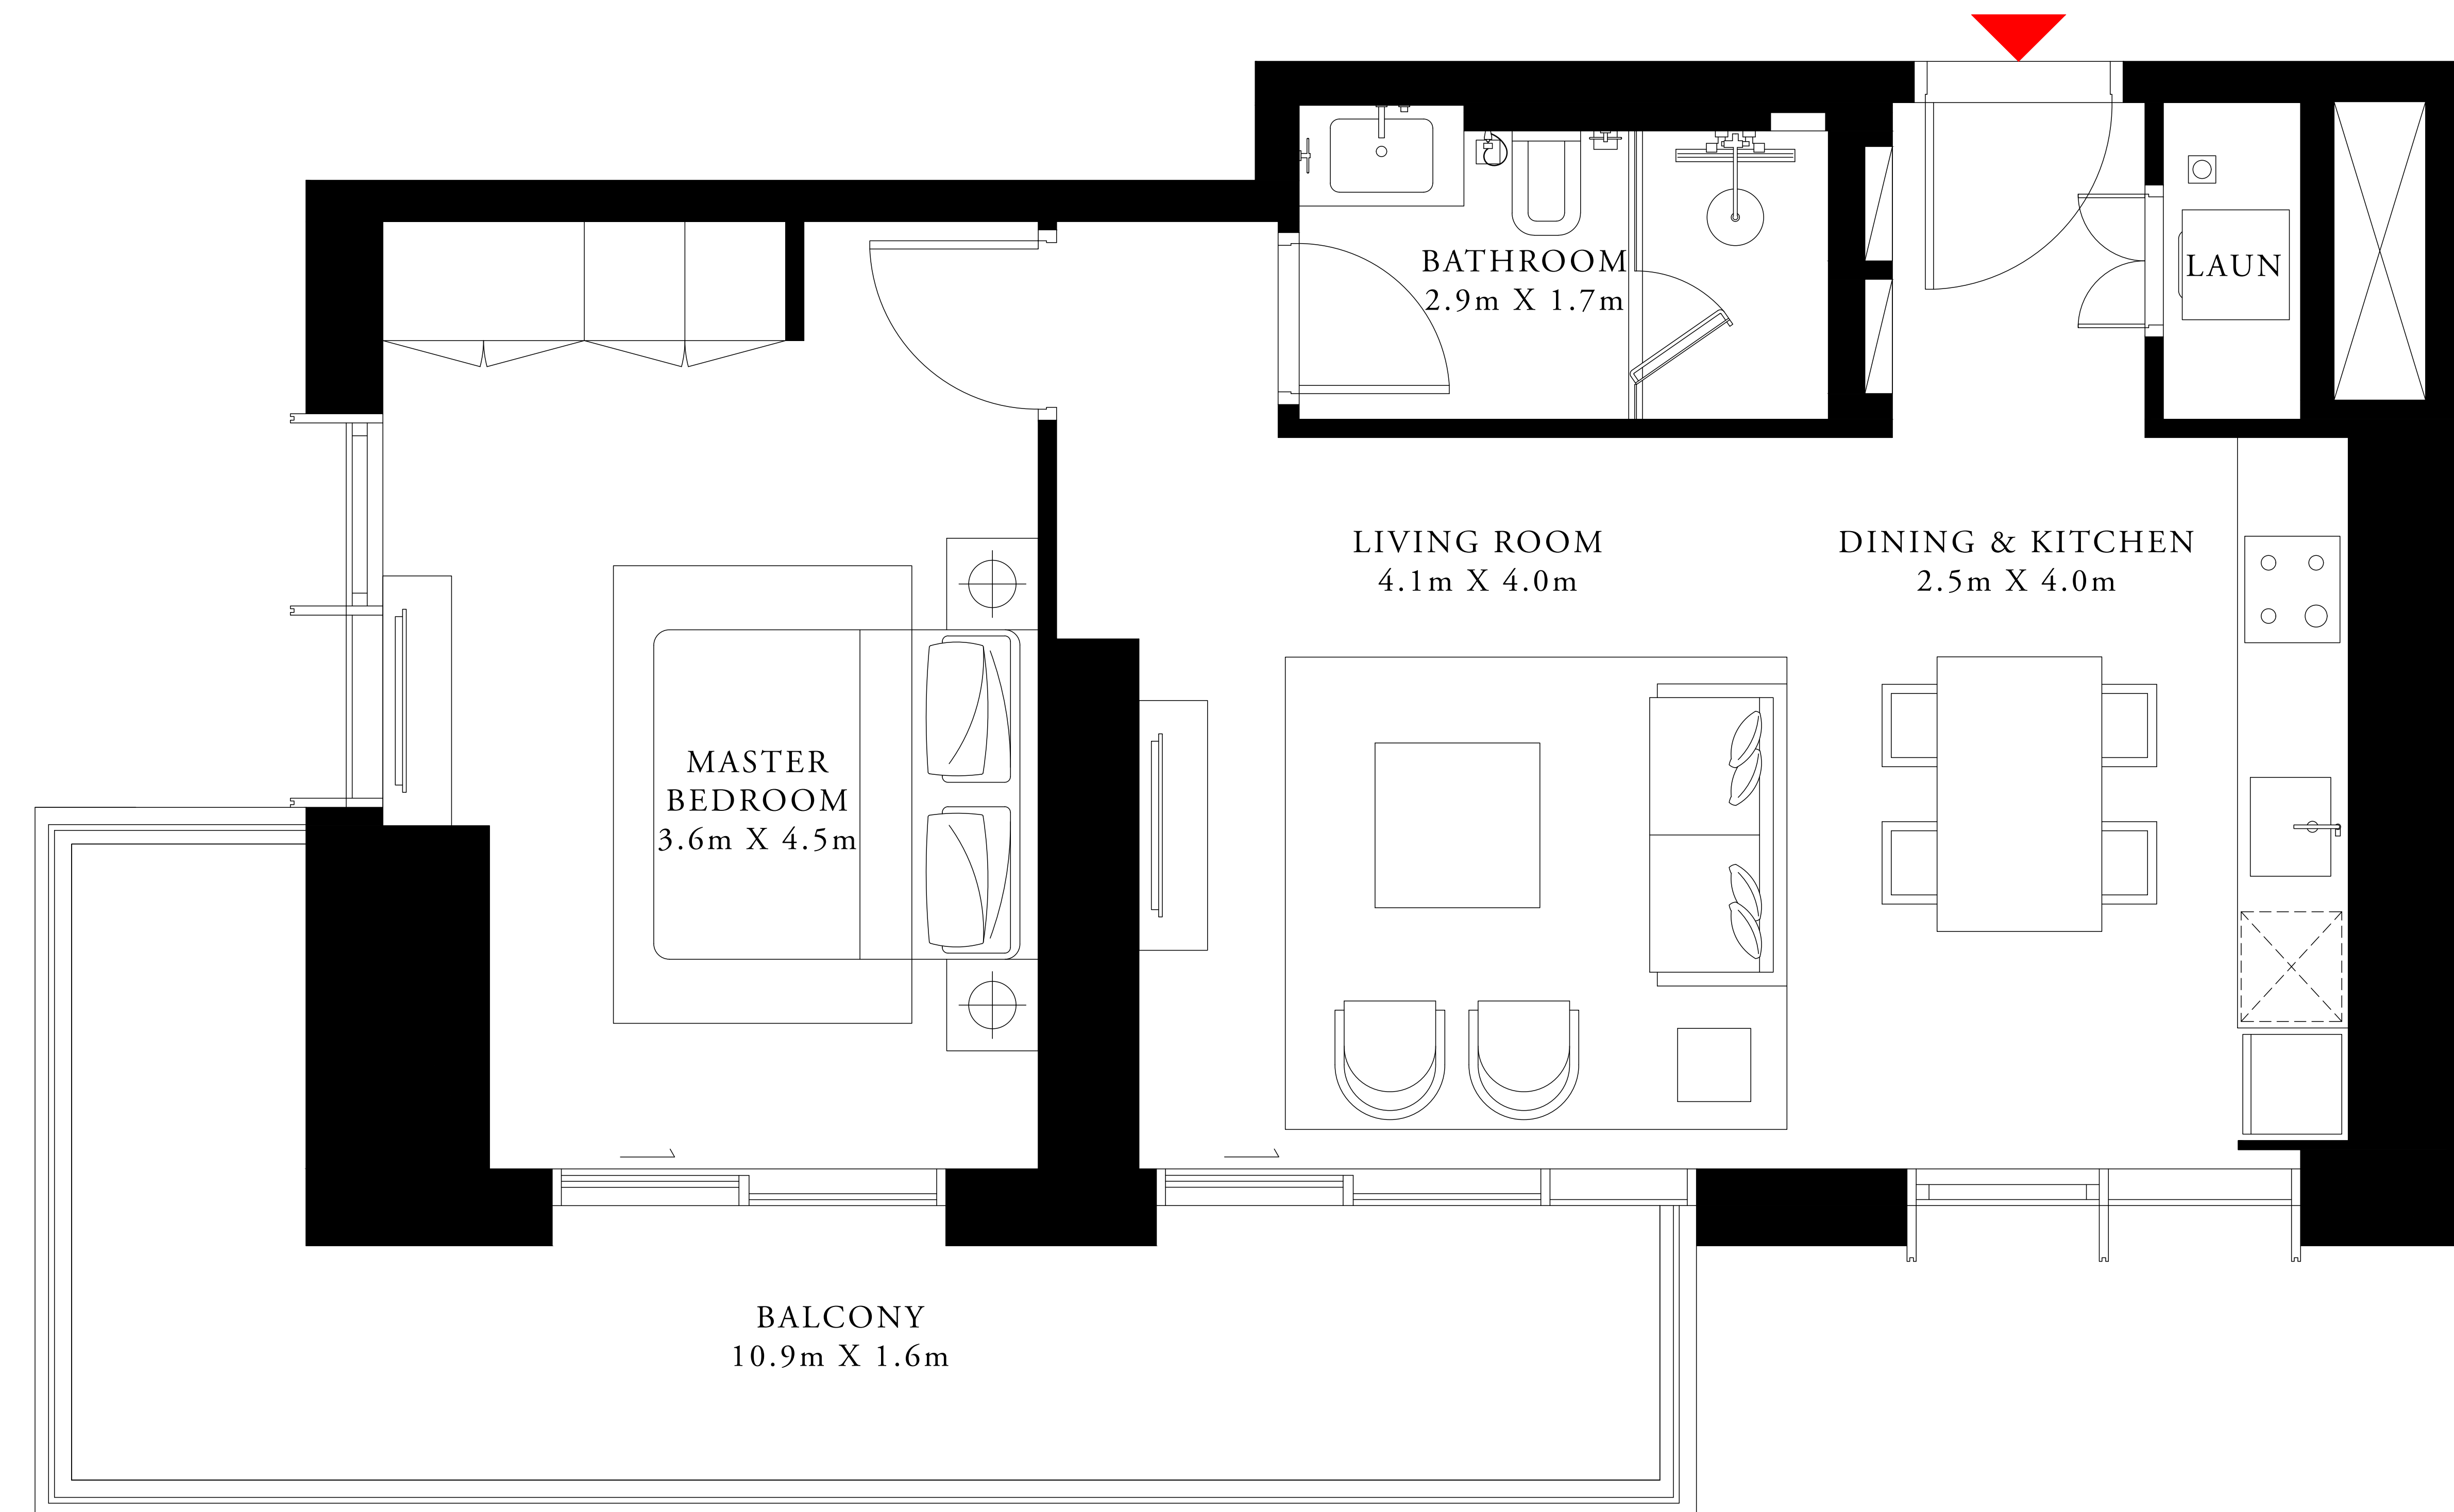 BATHROOM
2.9m X 1.7m
LAUN
LIVING ROOM
4.1m X 4.0m
DINING & KITCHEN
2.5m X 4.0m
MASTER
BEDROOM
3.6m X 4.5m
BALCONY
10.9m X 1.6m